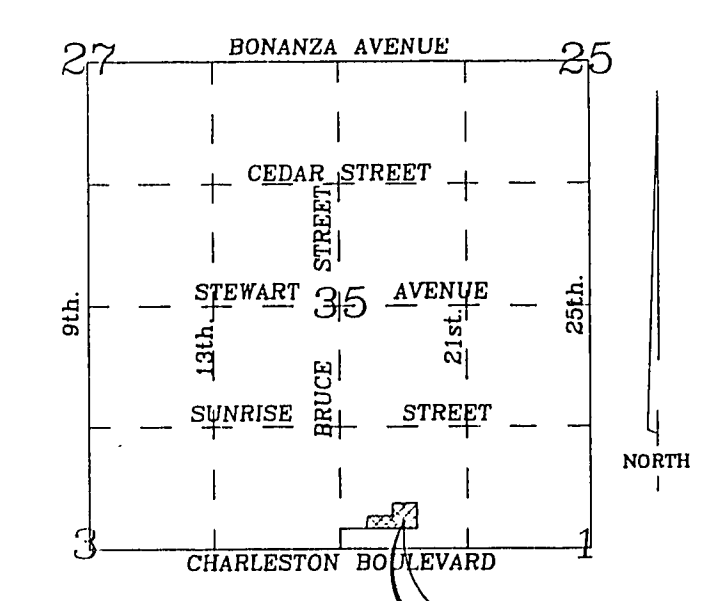 27 BONANZA AVENUE 25
CEDAR STREET
STREET
STEWART 35 AVENUE
9th.
13th.
21st.
25th.
BRUCE
SUNRISE STREET
NORTH
3 CHARLESTON BOULEVARD 1